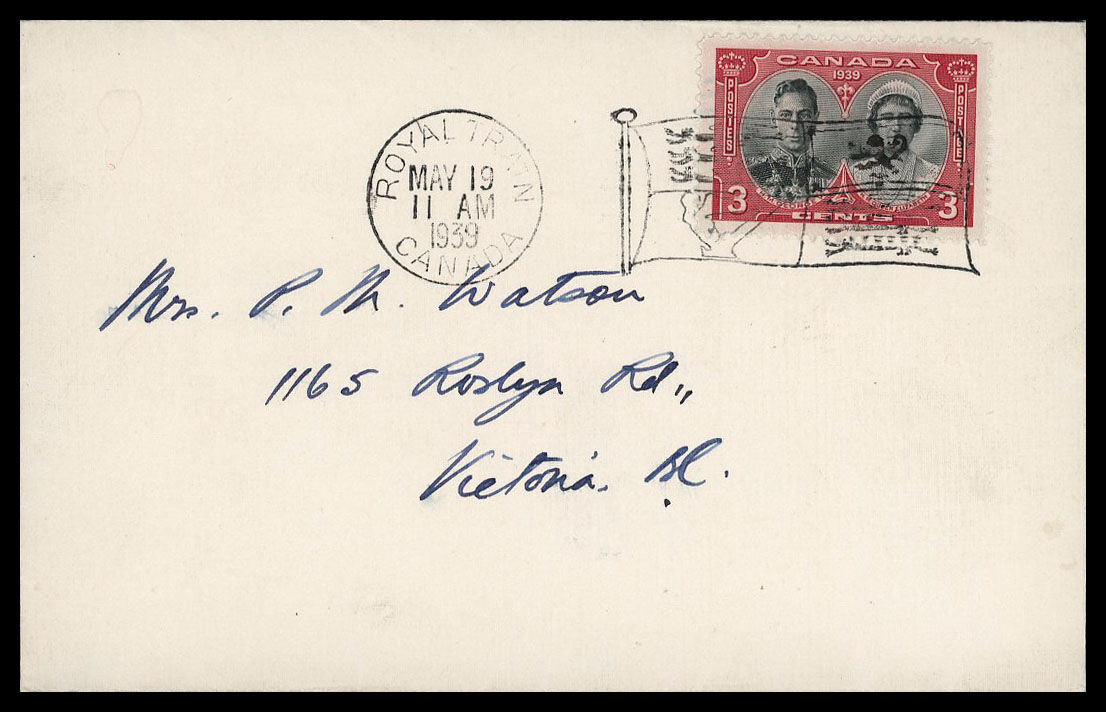 CANADA
1939
POSTES
POSTAGE
3 CENTS 3
ROYAL TRAIN
MAY 19
11 AM
1939
CANADA
Mrs. P. M. Watson
1165 Roslyn Rd.,
Victoria, BC.